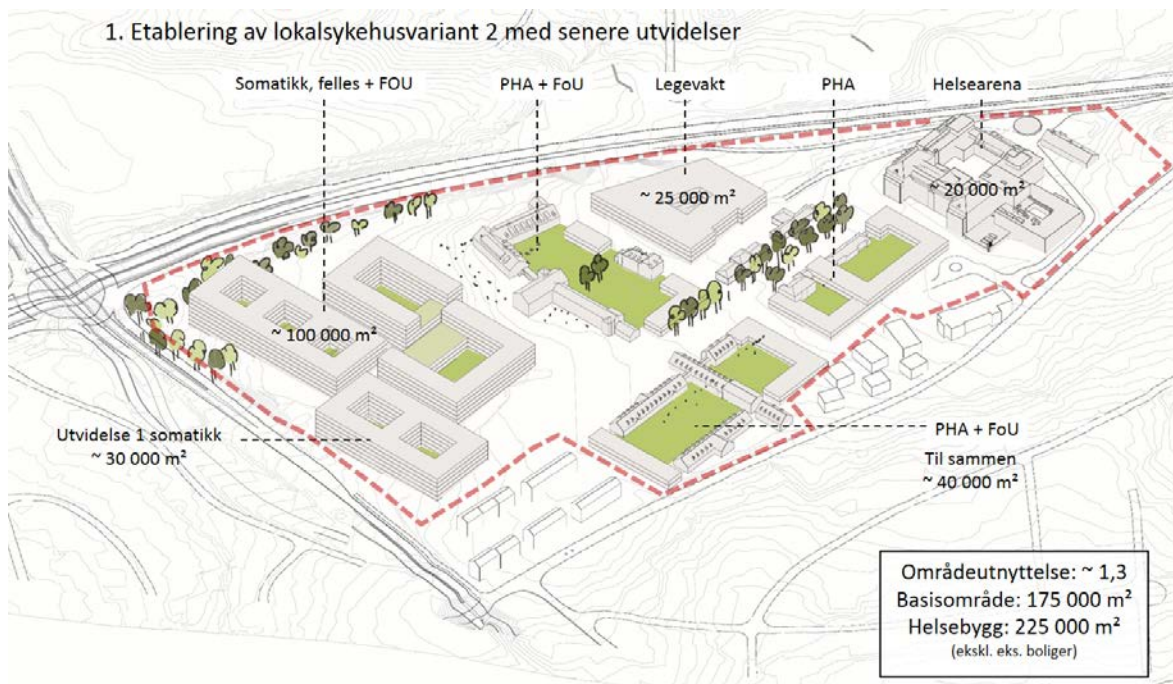 1. Etablering av lokalsykehusvariant 2 med senere utvidelser
Somatikk, felles + FOU
PHA + FoU
Legevakt
PHA
Helsearena
~ 25 000 m²
20 000 m²
~ 100 000 m²
Utvidelse 1 somatikk
~ 30 000 m²
PHA + FoU
Til sammen
~ 40 000 m²
Områdeutnyttelse: ~ 1,3
Basisområde: 175 000 m²
Helsebygg: 225 000 m²
(ekskl. eks. boliger)